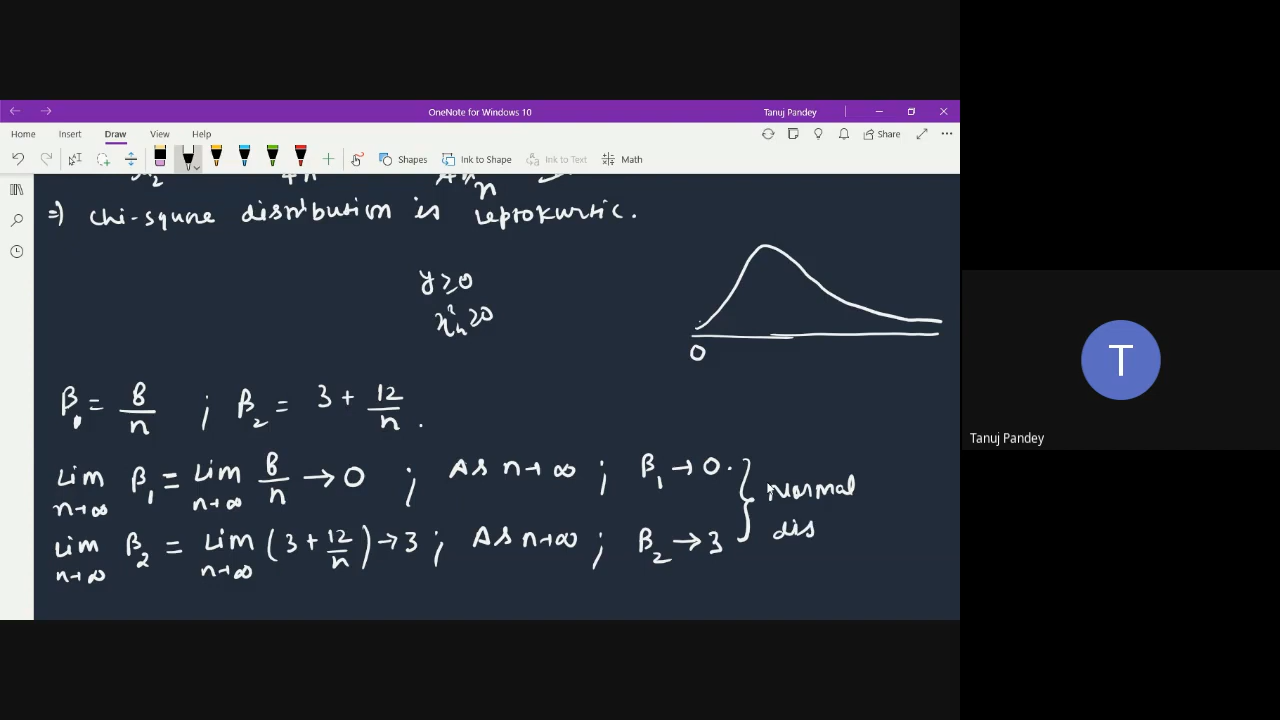 OneNote for Windows 10
Tanuj Pandey
Home Insert Draw View Help
Share
Shapes Ink to Shape Ink to Text Math
n
=) Chi-square distribution is leptokurtic.
y ≥ 0
χ²ₙ ≥ 0
0
β₁ = 8/n ; β₂ = 3 + 12/n .
Lim n→∞ β₁ = Lim n→∞ 8/n → 0 ; As n→∞ ; β₁ → 0 .
Lim n→∞ β₂ = Lim n→∞ (3 + 12/n) → 3 ; As n→∞ ; β₂ → 3
Normal
dis
T
Tanuj Pandey